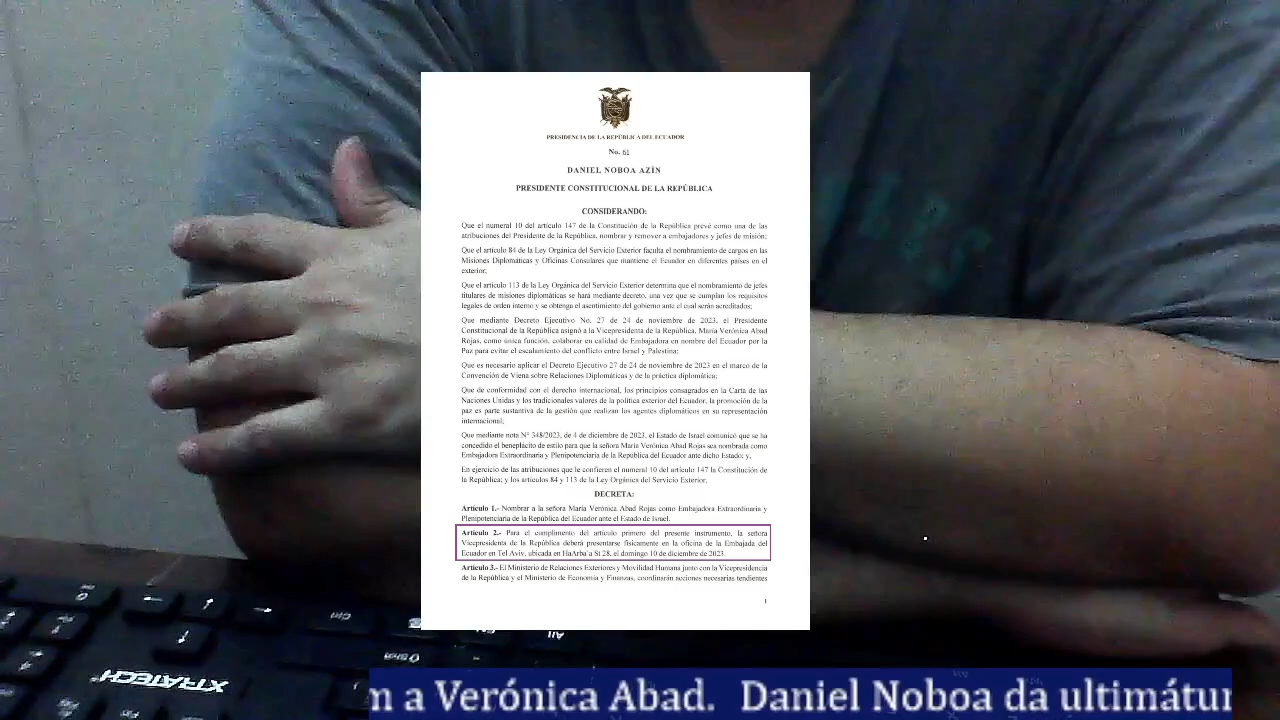 PRESIDENCIA DE LA REPÚBLICA DEL ECUADOR
No. 61
DANIEL NOBOA AZÍN
PRESIDENTE CONSTITUCIONAL DE LA REPÚBLICA
CONSIDERANDO:
Que el numeral 10 del artículo 147 de la Constitución de la República prevé como una de las
atribuciones del Presidente de la República, nombrar y remover a embajadores y jefes de misión;
Que el artículo 84 de la Ley Orgánica del Servicio Exterior faculta el nombramiento de cargos en las
Misiones Diplomáticas y Oficinas Consulares que mantiene el Ecuador en diferentes países en el
exterior;
Que el artículo 113 de la Ley Orgánica del Servicio Exterior determina que el nombramiento de jefes
titulares de misiones diplomáticas se hará mediante decreto, una vez que se cumplan los requisitos
legales de orden interno y se obtenga el asentimiento del gobierno ante el cual serán acreditados;
Que mediante Decreto Ejecutivo No. 27 de 24 de noviembre de 2023, el Presidente
Constitucional de la República asignó a la Vicepresidenta de la República, María Verónica Abad
Rojas, como única función, colaborar en calidad de Embajadora en nombre del Ecuador por la
Paz para evitar el escalamiento del conflicto entre Israel y Palestina;
Que es necesario aplicar el Decreto Ejecutivo 27 de 24 de noviembre de 2023 en el marco de la
Convención de Viena sobre Relaciones Diplomáticas y de la práctica diplomática;
Que de conformidad con el derecho internacional, los principios consagrados en la Carta de las
Naciones Unidas y los tradicionales valores de la política exterior del Ecuador, la promoción de la
paz es parte sustantiva de la gestión que realizan los agentes diplomáticos en su representación
internacional;
Que mediante nota N° 348/2023, de 4 de diciembre de 2023, el Estado de Israel comunicó que se ha
concedido el beneplácito de estilo para que la señora María Verónica Abad Rojas sea nombrada como
Embajadora Extraordinaria y Plenipotenciaria de la República del Ecuador ante dicho Estado; y,
En ejercicio de las atribuciones que le confieren el numeral 10 del artículo 147 la Constitución de
la República; y los artículos 84 y 113 de la Ley Orgánica del Servicio Exterior,
DECRETA:
Artículo 1.- Nombrar a la señora María Verónica Abad Rojas como Embajadora Extraordinaria y
Plenipotenciaria de la República del Ecuador ante el Estado de Israel.
Artículo 2.- Para el cumplimiento del artículo primero del presente instrumento, la señora
Vicepresidenta de la República deberá presentarse físicamente en la oficina de la Embajada del
Ecuador en Tel Aviv, ubicada en HaArba´a St 28, el domingo 10 de diciembre de 2023.
Artículo 3.- El Ministerio de Relaciones Exteriores y Movilidad Humana junto con la Vicepresidencia
de la República y el Ministerio de Economía y Finanzas, coordinarán acciones necesarias tendientes
1
Ctrl
Alt
Shift
XTRATECH
m a Verónica Abad. Daniel Noboa da ultimátu